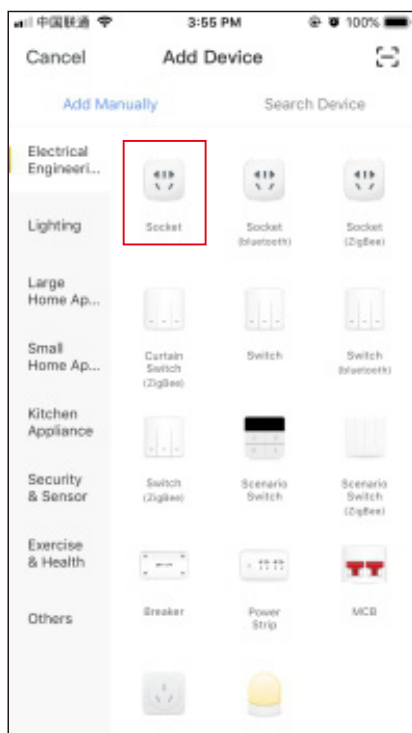 中国联通 3:55 PM 100%
Cancel Add Device
Add Manually Search Device
Electrical
Engineeri...
Lighting
Large
Home Ap...
Small
Home Ap...
Kitchen
Appliance
Security
& Sensor
Exercise
& Health
Others
Socket
Socket
(bluetooth)
Socket
(ZigBee)
Curtain
Switch
(ZigBee)
Switch
Switch
(bluetooth)
Switch
(ZigBee)
Scenario
Switch
Scenario
Switch
(ZigBee)
Breaker
Power
Strip
MCB